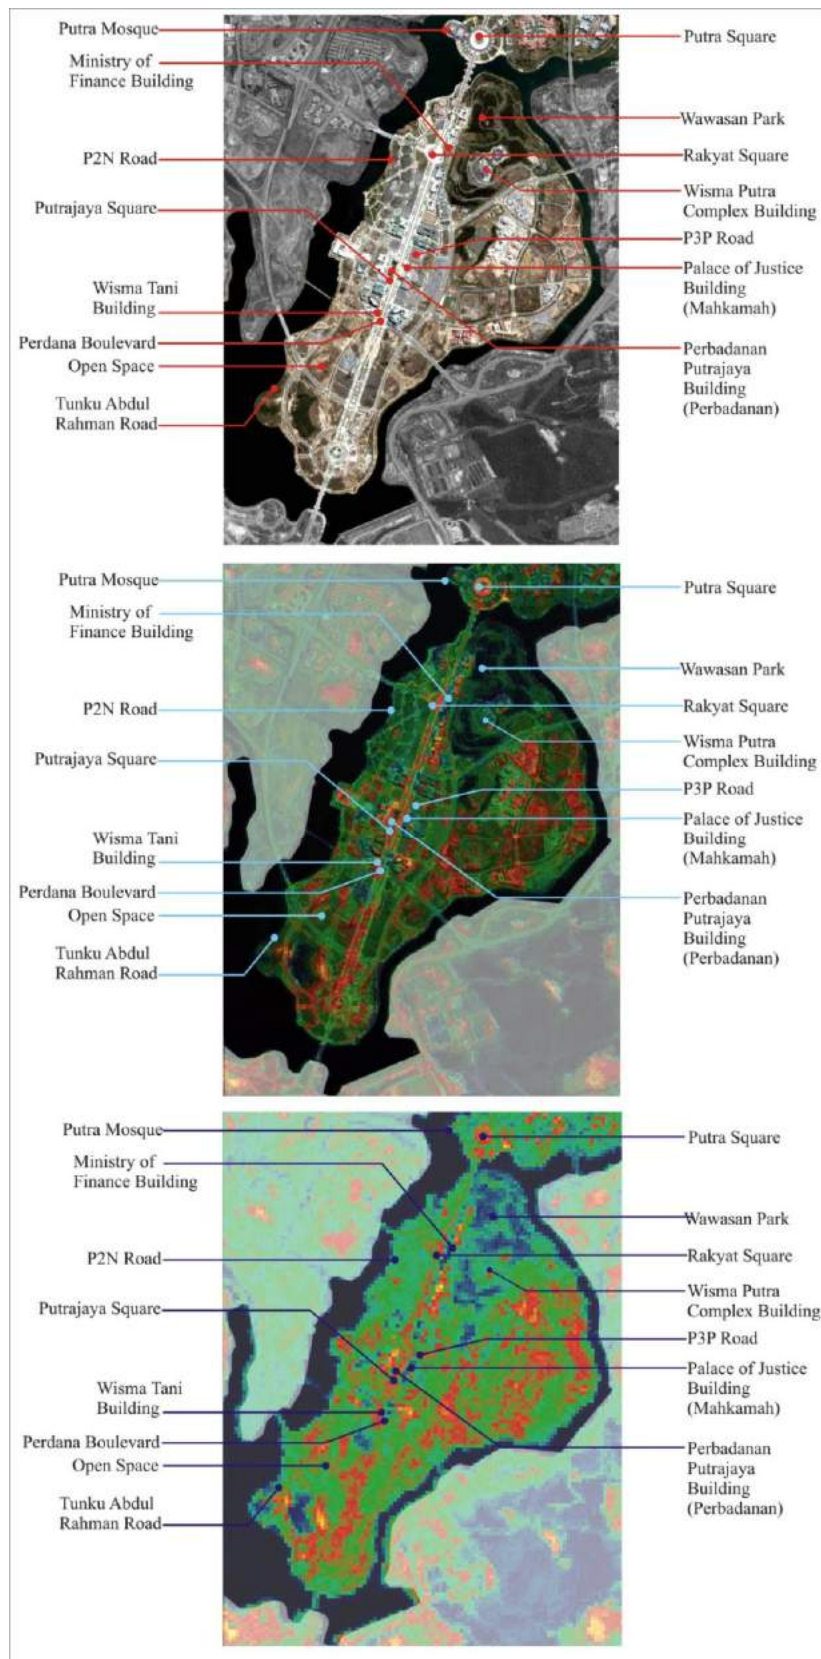 Putra Mosque
Ministry of
Finance Building
P2N Road
Putrajaya Square
Wisma Tani
Building
Perdana Boulevard
Open Space
Tunku Abdul
Rahman Road
Putra Square
Wawasan Park
Rakyat Square
Wisma Putra
Complex Building
P3P Road
Palace of Justice
Building
(Mahkamah)
Perbadanan
Putrajaya
Building
(Perbadanan)
Putra Mosque
Ministry of
Finance Building
P2N Road
Putrajaya Square
Wisma Tani
Building
Perdana Boulevard
Open Space
Tunku Abdul
Rahman Road
Putra Square
Wawasan Park
Rakyat Square
Wisma Putra
Complex Building
P3P Road
Palace of Justice
Building
(Mahkamah)
Perbadanan
Putrajaya
Building
(Perbadanan)
Putra Mosque
Ministry of
Finance Building
P2N Road
Putrajaya Square
Wisma Tani
Building
Perdana Boulevard
Open Space
Tunku Abdul
Rahman Road
Putra Square
Wawasan Park
Rakyat Square
Wisma Putra
Complex Building
P3P Road
Palace of Justice
Building
(Mahkamah)
Perbadanan
Putrajaya
Building
(Perbadanan)